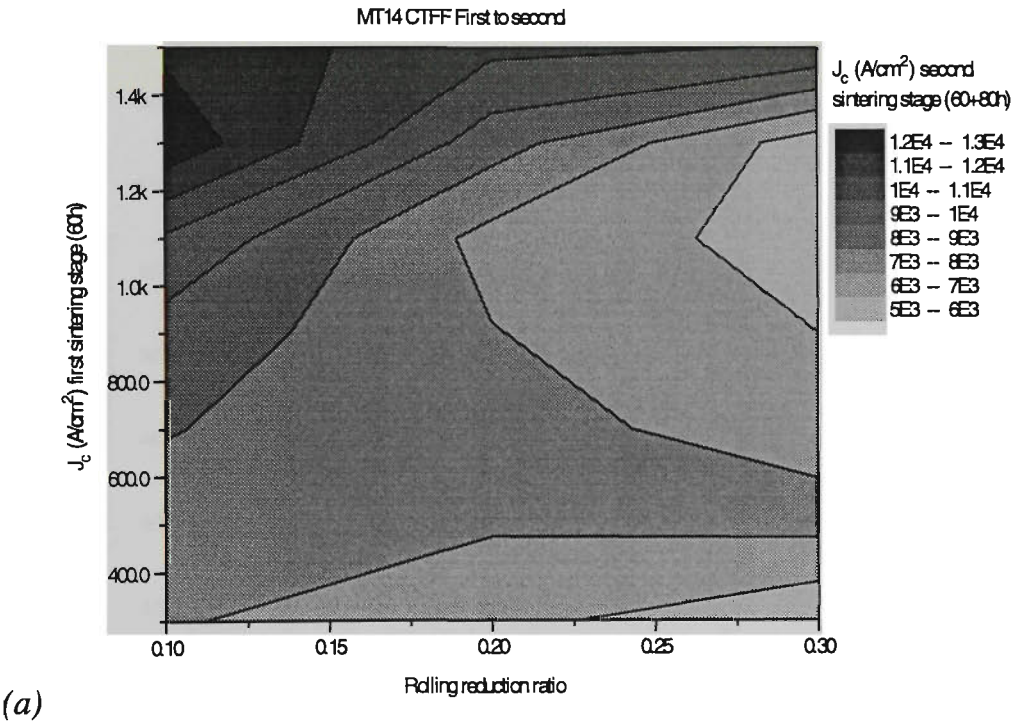 MT14 CTFF First to second
J_c (A/cm²) second
sintering stage (60+80h)
1.2E4 -- 1.3E4
1.1E4 -- 1.2E4
1E4 -- 1.1E4
9E3 -- 1E4
8E3 -- 9E3
7E3 -- 8E3
6E3 -- 7E3
5E3 -- 6E3
J_c (A/cm²) first sintering stage (60h)
1.4k
1.2k
1.0k
800.0
600.0
400.0
0.10 0.15 0.20 0.25 0.30
Rolling reduction ratio
(a)